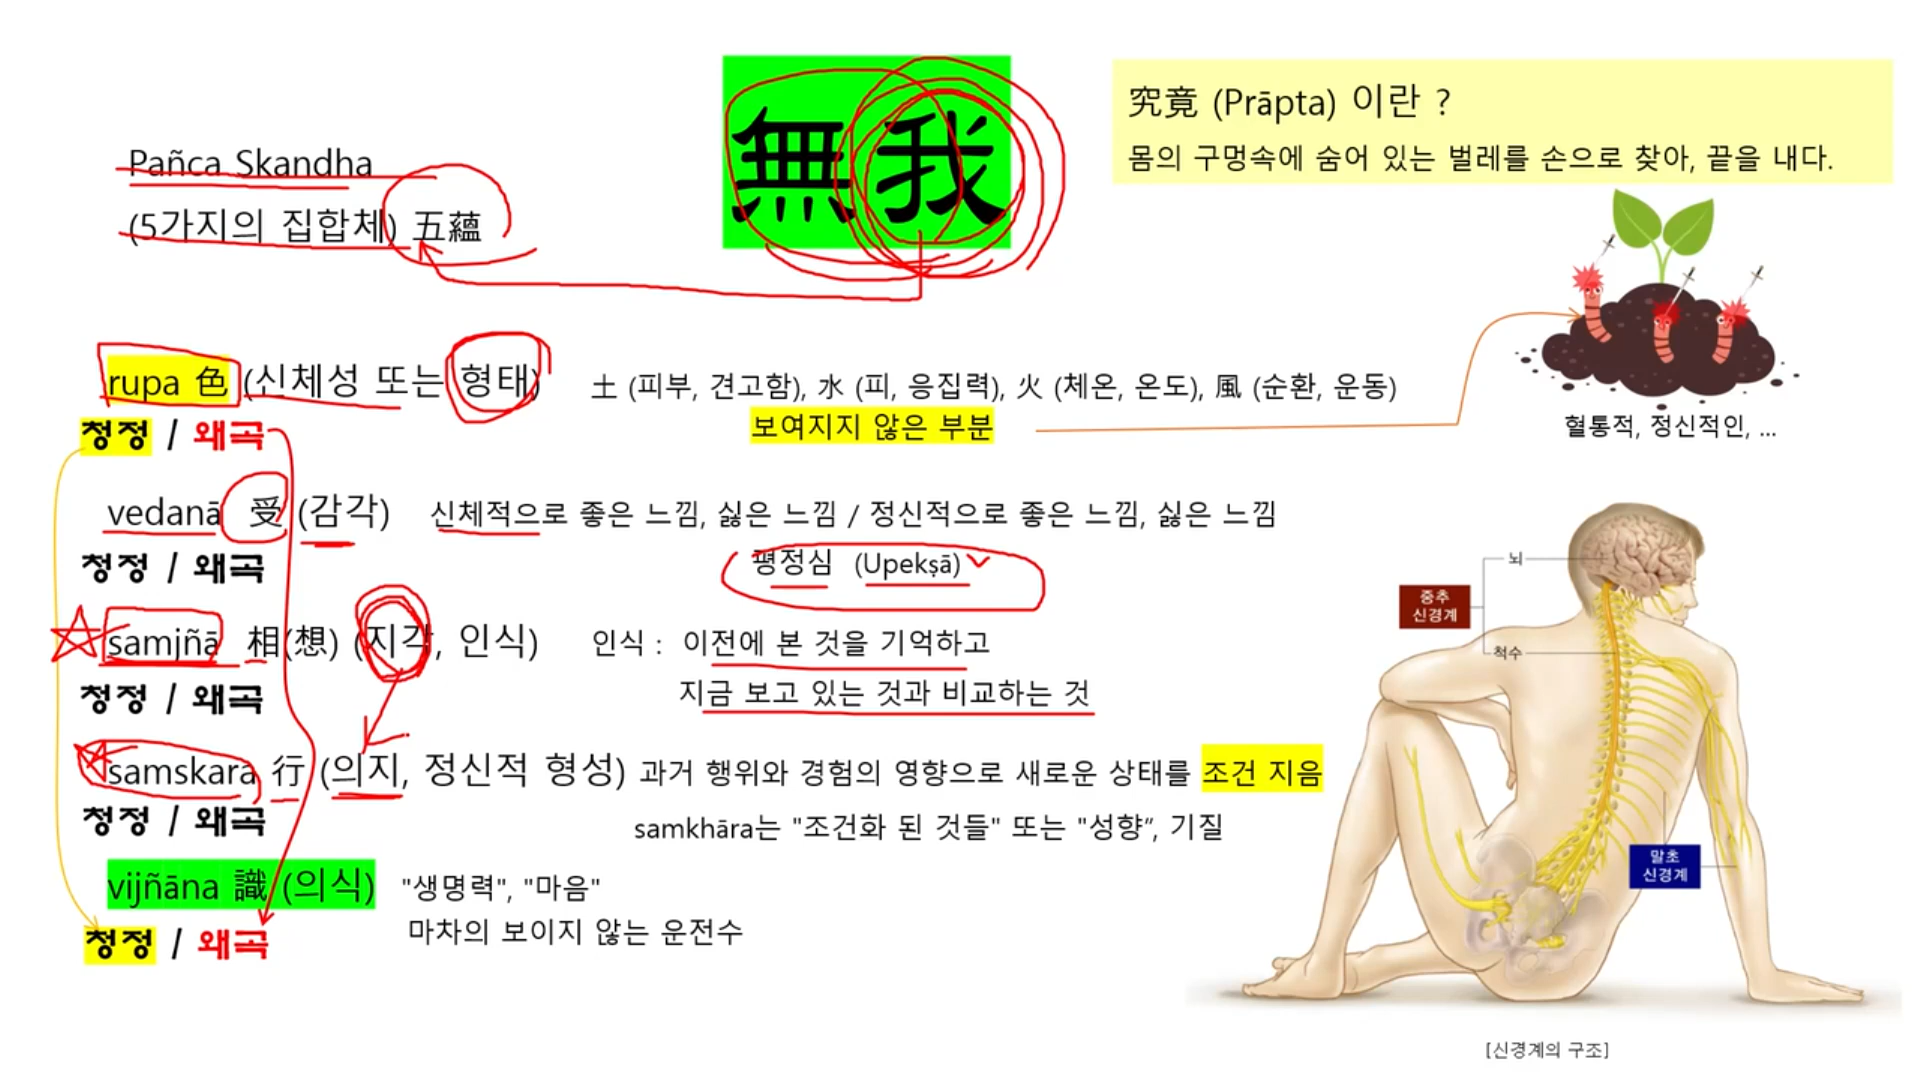 無我
究竟 (Prāpta) 이란 ?
몸의 구멍속에 숨어 있는 벌레를 손으로 찾아, 끝을 내다.
Pañca Skandha
(5가지의 집합체) 五蘊
rupa 色 (신체성 또는 형태)
土 (피부, 견고함), 水 (피, 응집력), 火 (체온, 온도), 風 (순환, 운동)
보여지지 않은 부분
혈통적, 정신적인, ...
청정 / 왜곡
vedanā 受 (감각)
신체적으로 좋은 느낌, 싫은 느낌 / 정신적으로 좋은 느낌, 싫은 느낌
평정심 (Upekṣā)
청정 / 왜곡
samjñā 相(想) (지각, 인식)
인식 : 이전에 본 것을 기억하고
지금 보고 있는 것과 비교하는 것
청정 / 왜곡
samskara 行 (의지, 정신적 형성)
과거 행위와 경험의 영향으로 새로운 상태를 조건 지음
samkhāra는 "조건화 된 것들" 또는 "성향”, 기질
청정 / 왜곡
vijñāna 識 (의식)
"생명력", "마음"
마차의 보이지 않는 운전수
청정 / 왜곡
뇌
중추
신경계
척수
말초
신경계
[신경계의 구조]